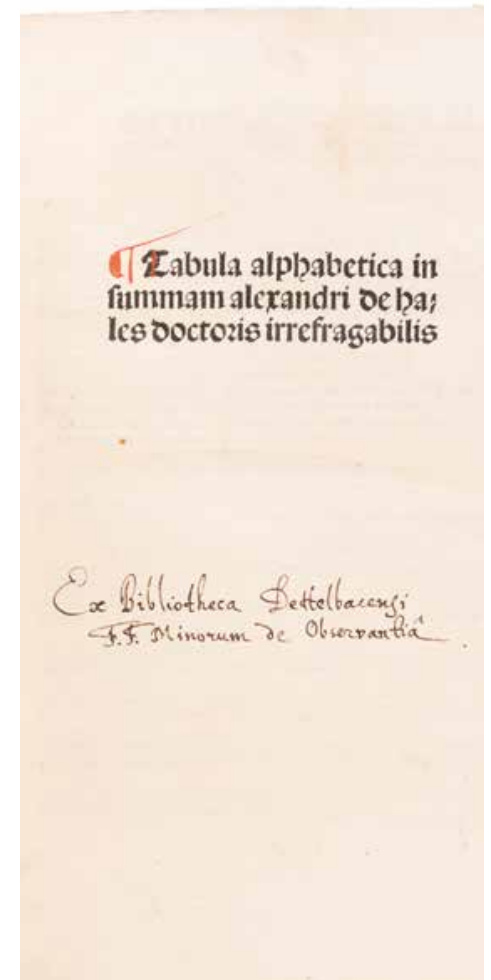 ¶ Tabula alphabetica in
summam alexandri de ha⸗
les doctoris irrefragabilis
Ex Bibliotheca Dettelbacensi
F.F. Minorum de Observantiâ.